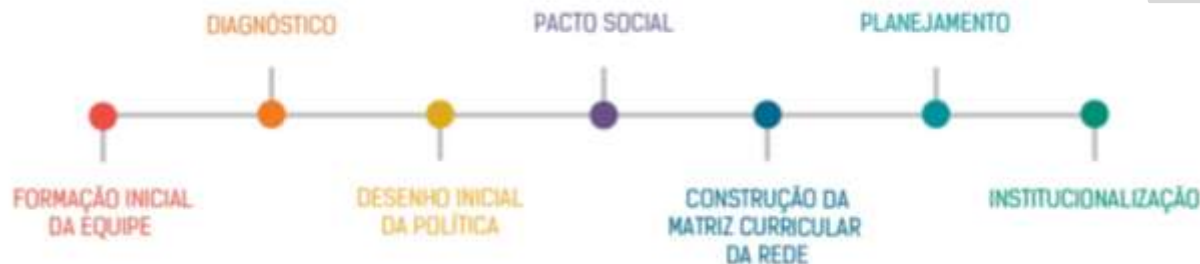 DIAGNÓSTICO
PACTO SOCIAL
PLANEJAMENTO
FORMAÇÃO INICIAL
DA EQUIPE
DESENHO INICIAL
DA POLÍTICA
CONSTRUÇÃO DA
MATRIZ CURRICULAR
DA REDE
INSTITUCIONALIZAÇÃO